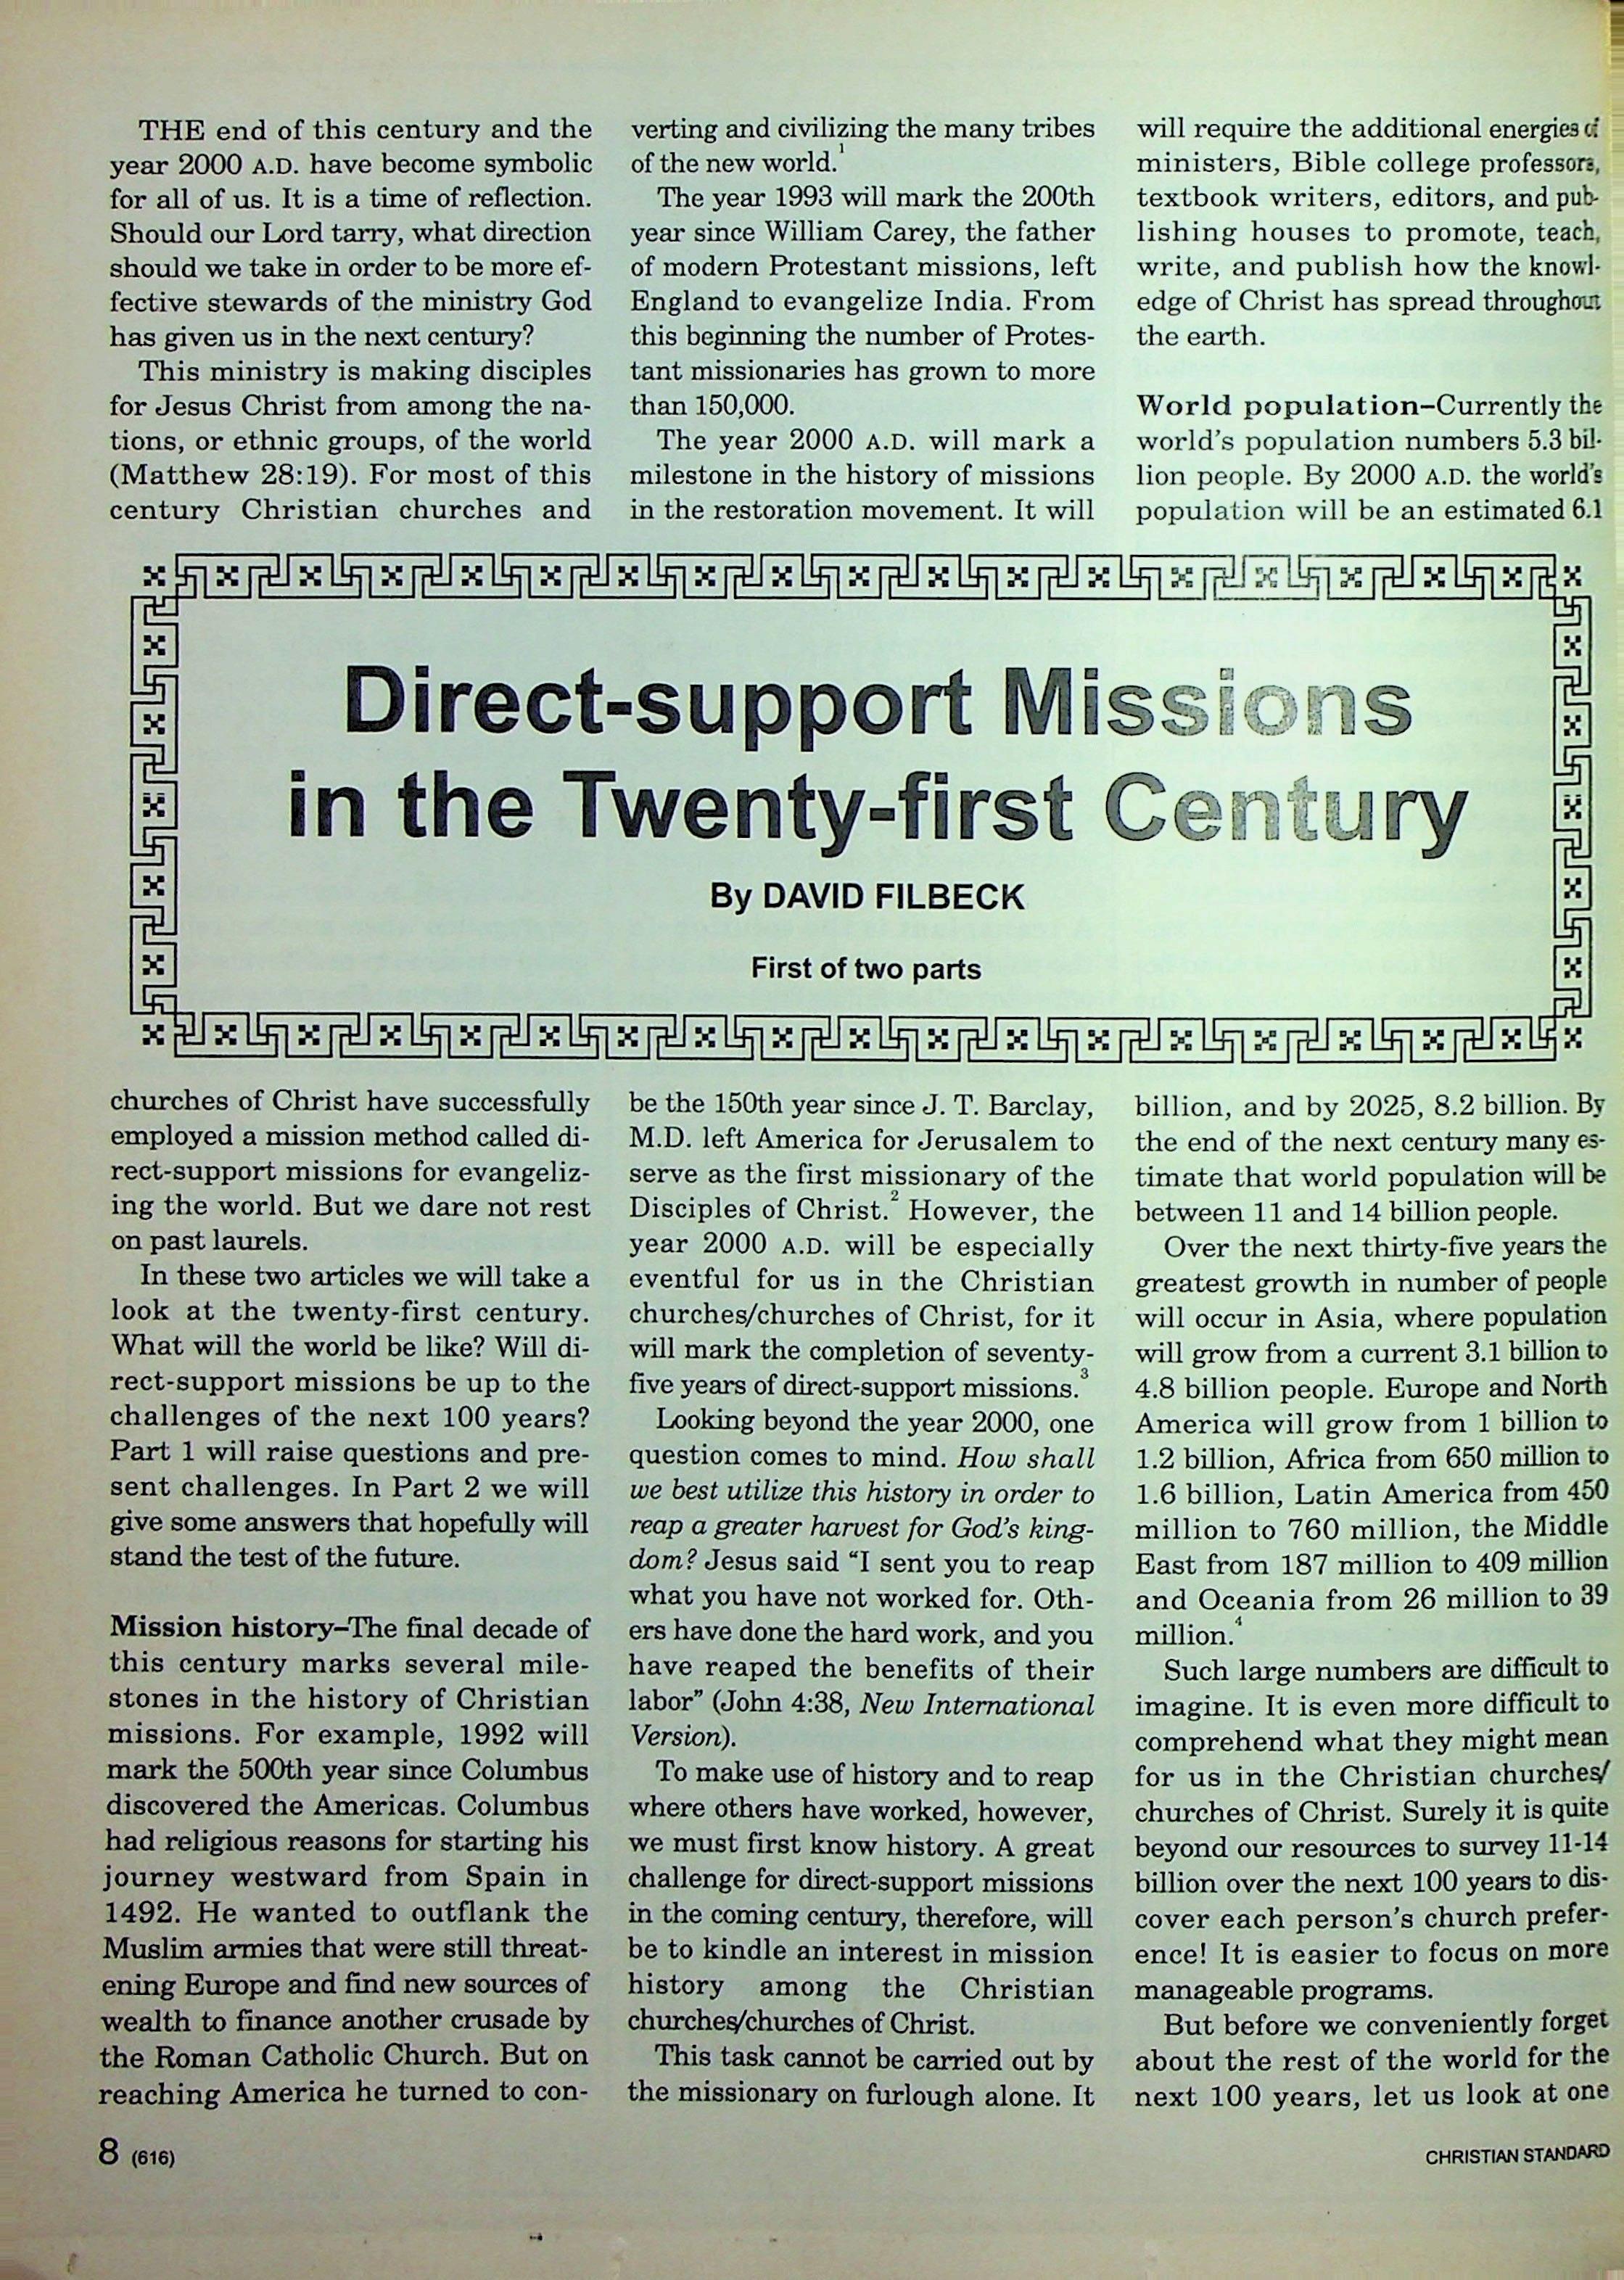 THE end of this century and the
year 2000 A.D. have become symbolic
for all of us. It is a time of reflection.
Should our Lord tarry, what direction
should we take in order to be more ef-
fective stewards of the ministry God
has given us in the next century?
This ministry is making disciples
for Jesus Christ from among the na-
tions, or ethnic groups, of the world
(Matthew 28:19). For most of this
century Christian churches and
Direct-support Missions
in the Twenty-first Century
By DAVID FILBECK
First of two parts
churches of Christ have successfully
employed a mission method called di-
rect-support missions for evangeliz-
ing the world. But we dare not rest
on past laurels.
In these two articles we will take a
look at the twenty-first century.
What will the world be like? Will di-
rect-support missions be up to the
challenges of the next 100 years?
Part 1 will raise questions and pre-
sent challenges. In Part 2 we will
give some answers that hopefully will
stand the test of the future.
Mission history–The final decade of
this century marks several mile-
stones in the history of Christian
missions. For example, 1992 will
mark the 500th year since Columbus
discovered the Americas. Columbus
had religious reasons for starting his
journey westward from Spain in
1492. He wanted to outflank the
Muslim armies that were still threat-
ening Europe and find new sources of
wealth to finance another crusade by
the Roman Catholic Church. But on
reaching America he turned to con-
verting and civilizing the many tribes
of the new world.1
The year 1993 will mark the 200th
year since William Carey, the father
of modern Protestant missions, left
England to evangelize India. From
this beginning the number of Protes-
tant missionaries has grown to more
than 150,000.
The year 2000 A.D. will mark a
milestone in the history of missions
in the restoration movement. It will
be the 150th year since J. T. Barclay,
M.D. left America for Jerusalem to
serve as the first missionary of the
Disciples of Christ.2 However, the
year 2000 A.D. will be especially
eventful for us in the Christian
churches/churches of Christ, for it
will mark the completion of seventy-
five years of direct-support missions.3
Looking beyond the year 2000, one
question comes to mind. How shall
we best utilize this history in order to
reap a greater harvest for God's king-
dom? Jesus said “I sent you to reap
what you have not worked for. Oth-
ers have done the hard work, and you
have reaped the benefits of their
labor” (John 4:38, New International
Version).
To make use of history and to reap
where others have worked, however,
we must first know history. A great
challenge for direct-support missions
in the coming century, therefore, will
be to kindle an interest in mission
history among the Christian
churches/churches of Christ.
This task cannot be carried out by
the missionary on furlough alone. It
will require the additional energies of
ministers, Bible college professors,
textbook writers, editors, and pub-
lishing houses to promote, teach,
write, and publish how the knowl-
edge of Christ has spread throughout
the earth.
World population–Currently the
world's population numbers 5.3 bil-
lion people. By 2000 A.D. the world's
population will be an estimated 6.1
billion, and by 2025, 8.2 billion. By
the end of the next century many es-
timate that world population will be
between 11 and 14 billion people.
Over the next thirty-five years the
greatest growth in number of people
will occur in Asia, where population
will grow from a current 3.1 billion to
4.8 billion people. Europe and North
America will grow from 1 billion to
1.2 billion, Africa from 650 million to
1.6 billion, Latin America from 450
million to 760 million, the Middle
East from 187 million to 409 million
and Oceania from 26 million to 39
million.4
Such large numbers are difficult to
imagine. It is even more difficult to
comprehend what they might mean
for us in the Christian churches/
churches of Christ. Surely it is quite
beyond our resources to survey 11-14
billion over the next 100 years to dis-
cover each person's church prefer-
ence! It is easier to focus on more
manageable programs.
But before we conveniently forget
about the rest of the world for the
next 100 years, let us look at one
8 (616)
CHRISTIAN STANDARD